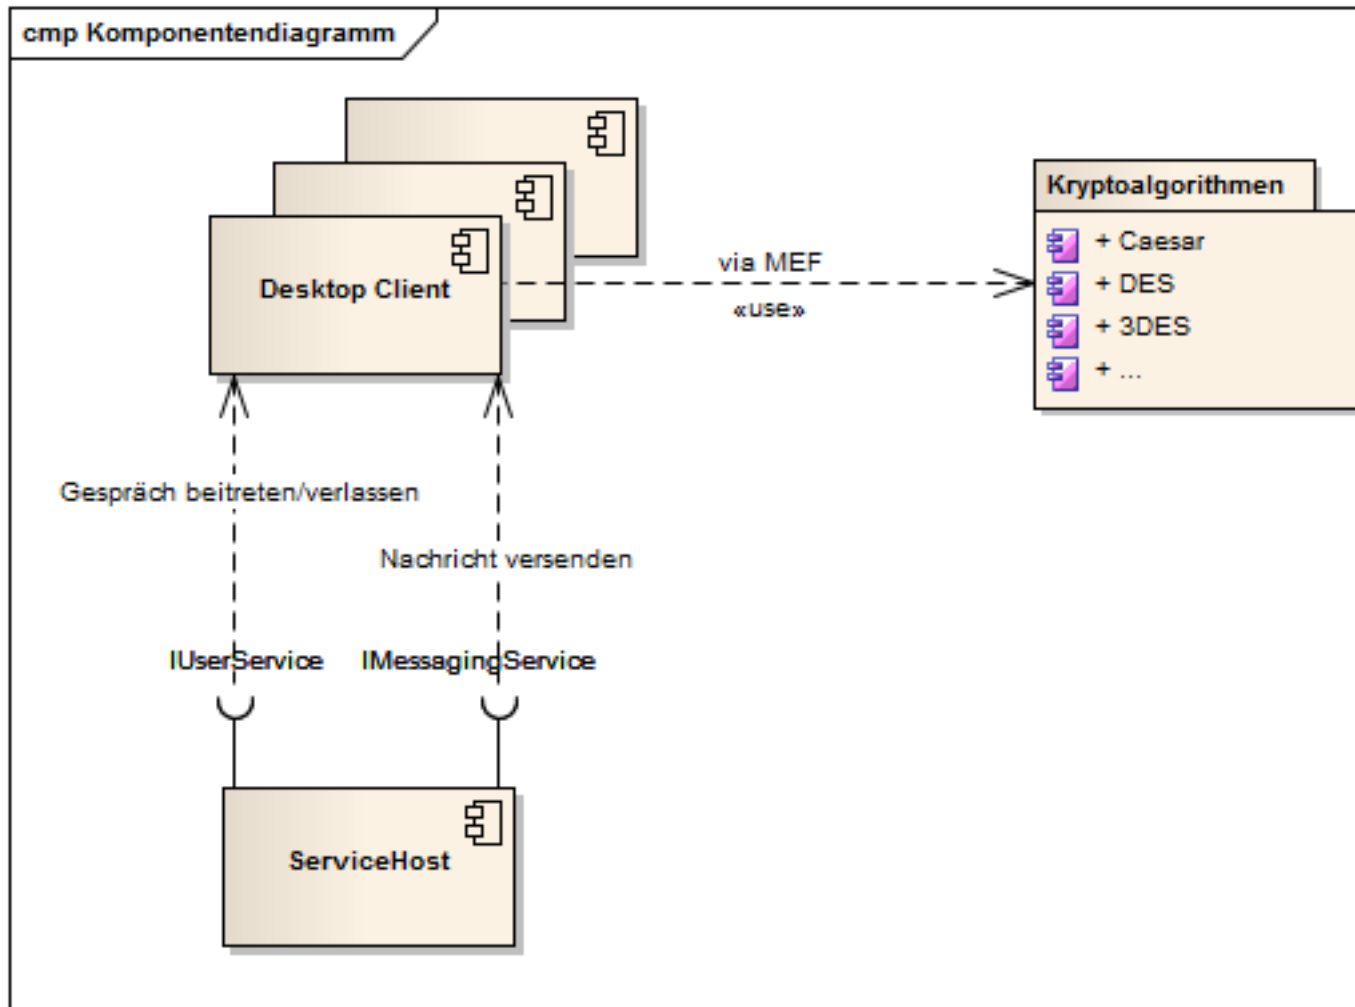 cmp Komponentendiagramm
Desktop Client
via MEF
«use»
Kryptoalgorithmen
+ Caesar
+ DES
+ 3DES
+ ...
Gespräch beitreten/verlassen
Nachricht versenden
IUserService
IMessagingService
ServiceHost